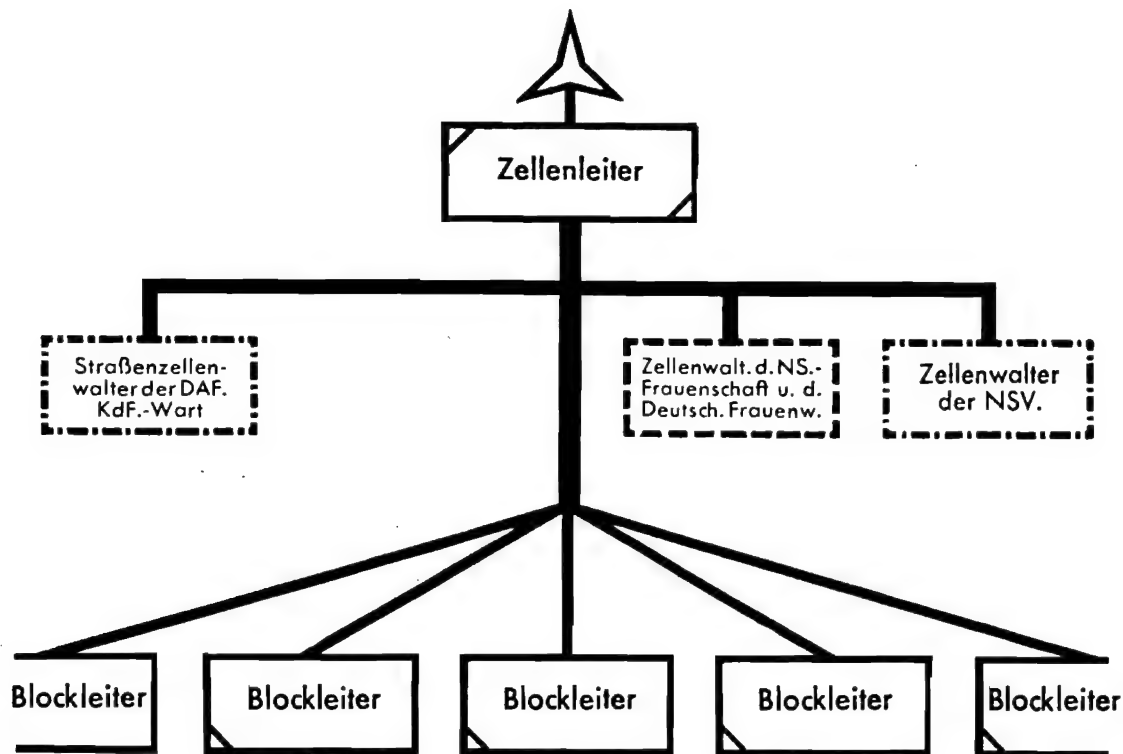 Zellenleiter
Straßenzellen-
walter der DAF.
KdF.-Wart
Zellenwalt. d. NS.-
Frauenschaft u. d.
Deutsch. Frauenw.
Zellenwalter
der NSV.
Blockleiter
Blockleiter
Blockleiter
Blockleiter
Blockleiter